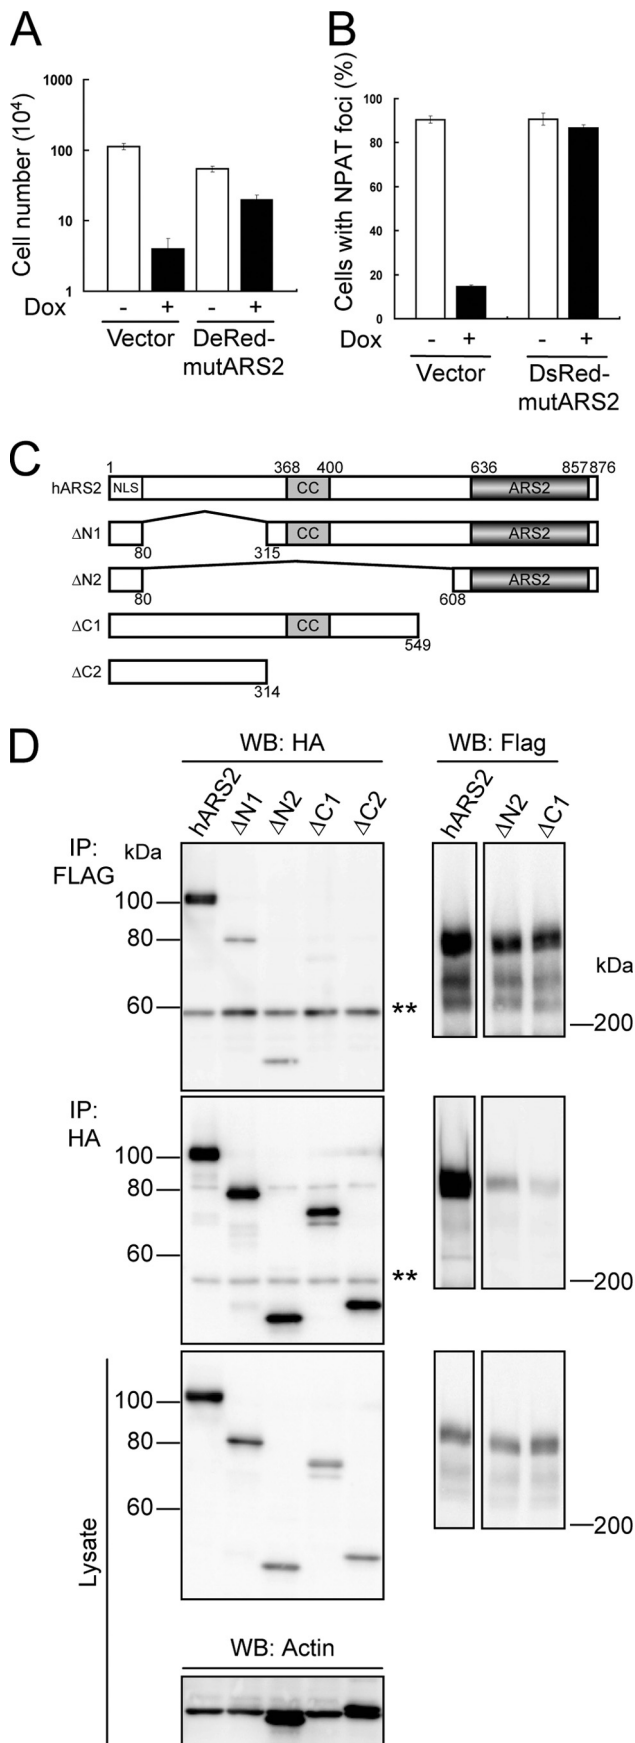 A
Cell number (10⁴)
1000
100
10
1
Dox - + - +
Vector DeRed-
mutARS2
B
Cells with NPAT foci (%)
100
80
60
40
20
0
Dox - + - +
Vector DsRed-
mutARS2
C
1 368 400 636 857 876
hARS2 NLS CC ARS2
ΔN1 CC ARS2
80 315
ΔN2 ARS2
80 608
ΔC1 CC
549
ΔC2
314
D
WB: HA WB: Flag
hARS2 ΔN1 ΔN2 ΔC1 ΔC2 hARS2 ΔN2 ΔC1
IP:
FLAG
kDa
100
80
60
**
kDa
200
IP:
HA
100
80
60
**
200
Lysate
100
80
60
200
WB: Actin